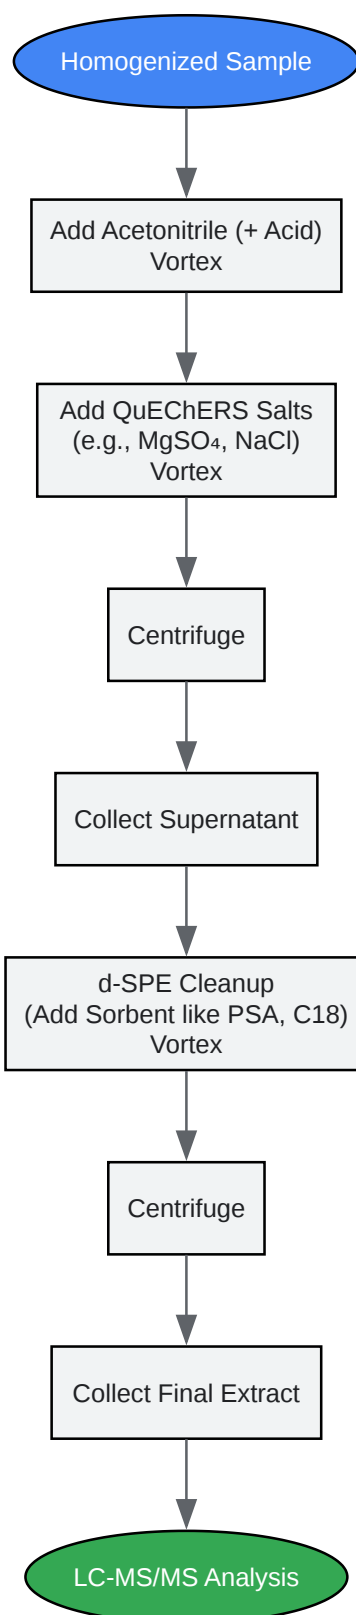 Homogenized Sample
Add Acetonitrile (+ Acid)
Vortex
Add QuEChERS Salts
(e.g., MgSO₄, NaCl)
Vortex
Centrifuge
Collect Supernatant
d-SPE Cleanup
(Add Sorbent like PSA, C18)
Vortex
Centrifuge
Collect Final Extract
LC-MS/MS Analysis